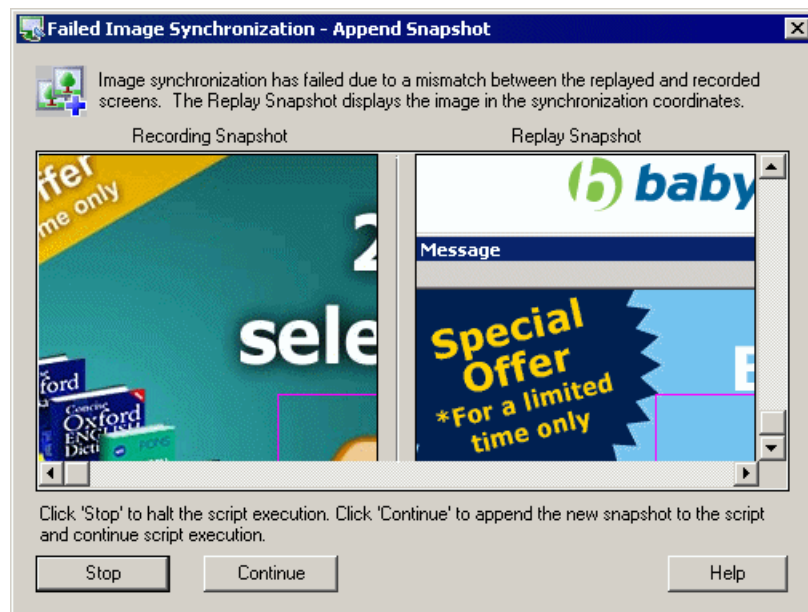 Failed Image Synchronization - Append Snapshot
Image synchronization has failed due to a mismatch between the replayed and recorded
screens. The Replay Snapshot displays the image in the synchronization coordinates.
Recording Snapshot
Replay Snapshot
ffer
me only
2
sele
ford
Concise
Oxford
ENGLISH
Dicti
PONS
b baby
Message
Special
Offer
*For a limited
time only
E
Click 'Stop' to halt the script execution. Click 'Continue' to append the new snapshot to the script
and continue script execution.
Stop
Continue
Help